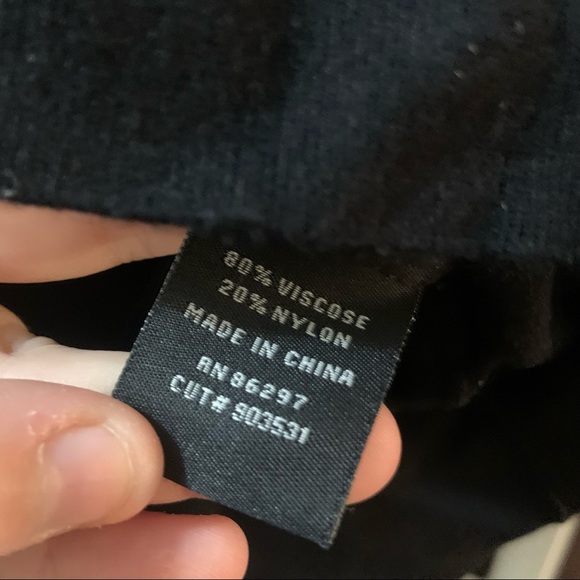 80% VISCOSE
20% NYLON
MADE IN CHINA
RN 86297
CUT# 903531